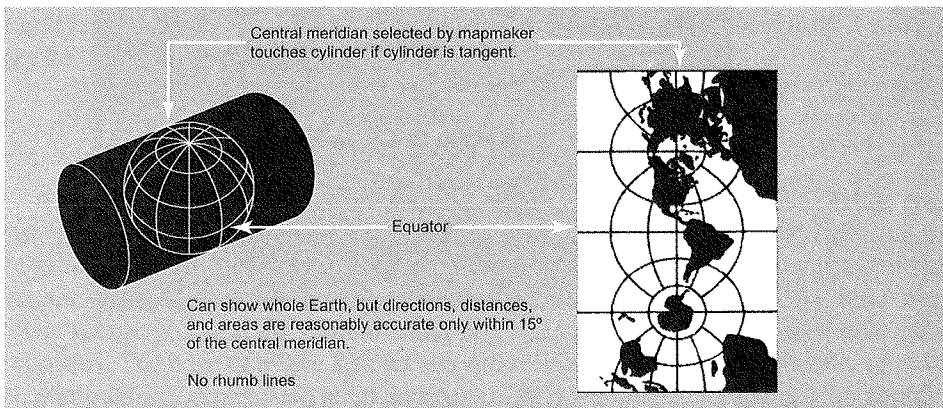 Central meridian selected by mapmaker
touches cylinder if cylinder is tangent.
Equator
Can show whole Earth, but directions, distances,
and areas are reasonably accurate only within 15º
of the central meridian.
No rhumb lines